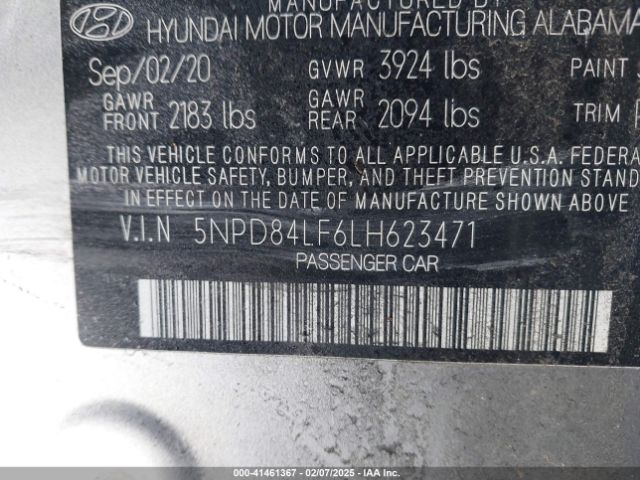 MANUFACTURED BY
HYUNDAI MOTOR MANUFACTURING ALABAMA
Sep/02/20 GVWR 3924 lbs PAINT
GAWR FRONT 2183 lbs GAWR REAR 2094 lbs TRIM
THIS VEHICLE CONFORMS TO ALL APPLICABLE U.S.A. FEDERA
MOTOR VEHICLE SAFETY, BUMPER, AND THEFT PREVENTION STAND
IN EFFECT ON THE DATE OF MANUFACTURE SHOWN ABOVE
V.I.N 5NPD84LF6LH623471
PASSENGER CAR
000-41461367 - 02/07/2025 - IAA Inc.